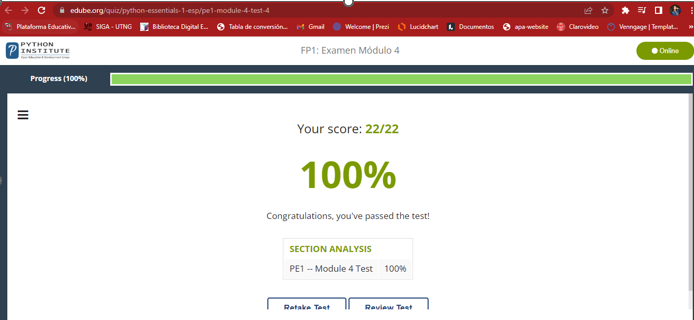 edube.org/quiz/python-essentials-1-esp/pe1-module-4-test-4
Plataforma Educativ... SIGA - UTNG Biblioteca Digital E... Tabla de conversión... Gmail Welcome | Prezi Lucidchart Documentos apa-website Clarovideo Venngage | Templat...
PYTHON
INSTITUTE
FP1: Examen Módulo 4
Online
Progress (100%)
Your score: 22/22
100%
Congratulations, you've passed the test!
SECTION ANALYSIS
PE1 -- Module 4 Test 100%
Retake Test Review Test